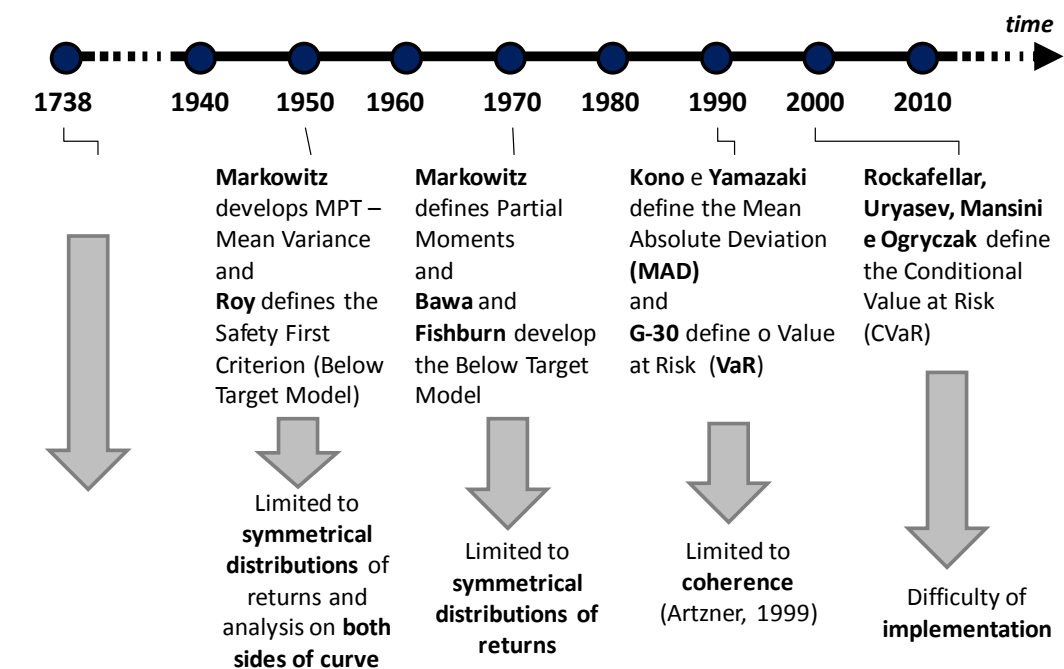 time
1738 1940 1950 1960 1970 1980 1990 2000 2010
Markowitz
develops MPT –
Mean Variance
and
Roy defines the
Safety First
Criterion (Below
Target Model)
Markowitz
defines Partial
Moments
and
Bawa and
Fishburn develop
the Below Target
Model
Kono e Yamazaki
define the Mean
Absolute Deviation
(MAD)
and
G-30 define o Value
at Risk (VaR)
Rockafellar,
Uryasev, Mansini
e Ogryczak define
the Conditional
Value at Risk
(CVaR)
Limited to
symmetrical
distributions of
returns and
analysis on both
sides of curve
Limited to
symmetrical
distributions of
returns
Limited to
coherence
(Artzner, 1999)
Difficulty of
implementation